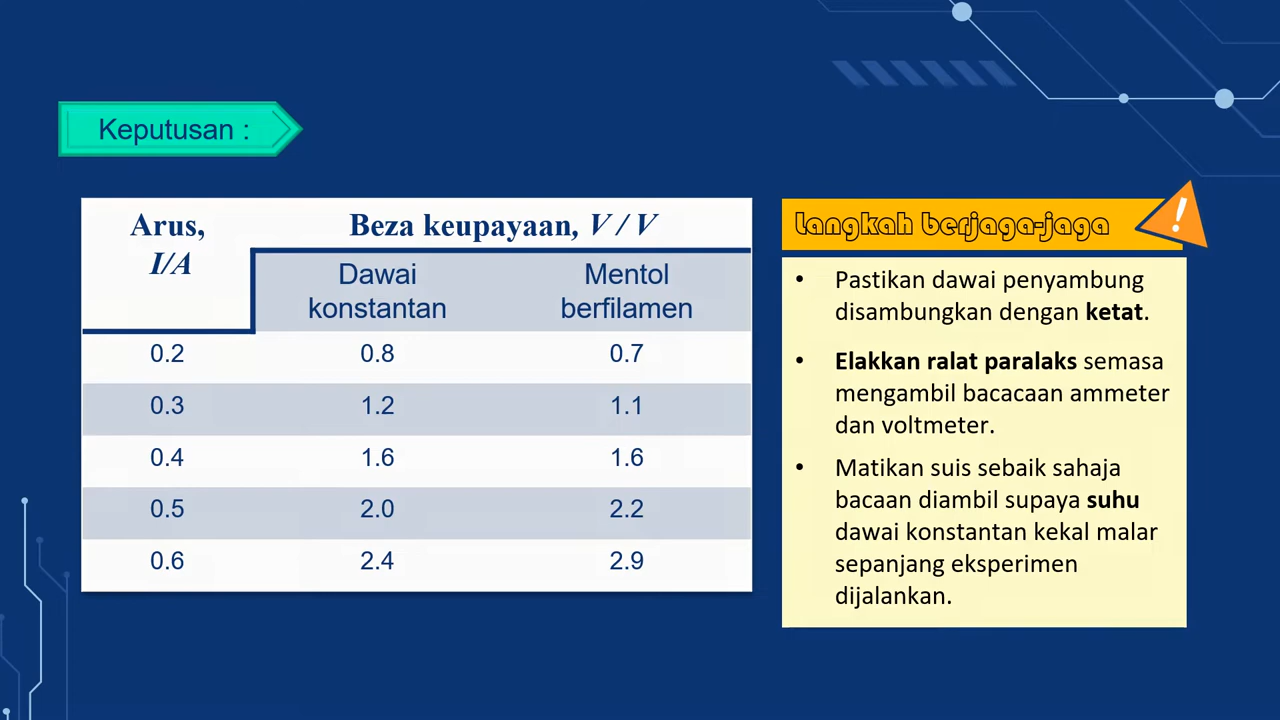 Keputusan :
Arus,
I/A
Beza keupayaan, V / V
Dawai
konstantan
Mentol
berfilamen
0.2 0.8 0.7
0.3 1.2 1.1
0.4 1.6 1.6
0.5 2.0 2.2
0.6 2.4 2.9
Langkah berjaga-jaga
!
• Pastikan dawai penyambung
disambungkan dengan ketat.
• Elakkan ralat paralaks semasa
mengambil bacacaan ammeter
dan voltmeter.
• Matikan suis sebaik sahaja
bacaan diambil supaya suhu
dawai konstantan kekal malar
sepanjang eksperimen
dijalankan.